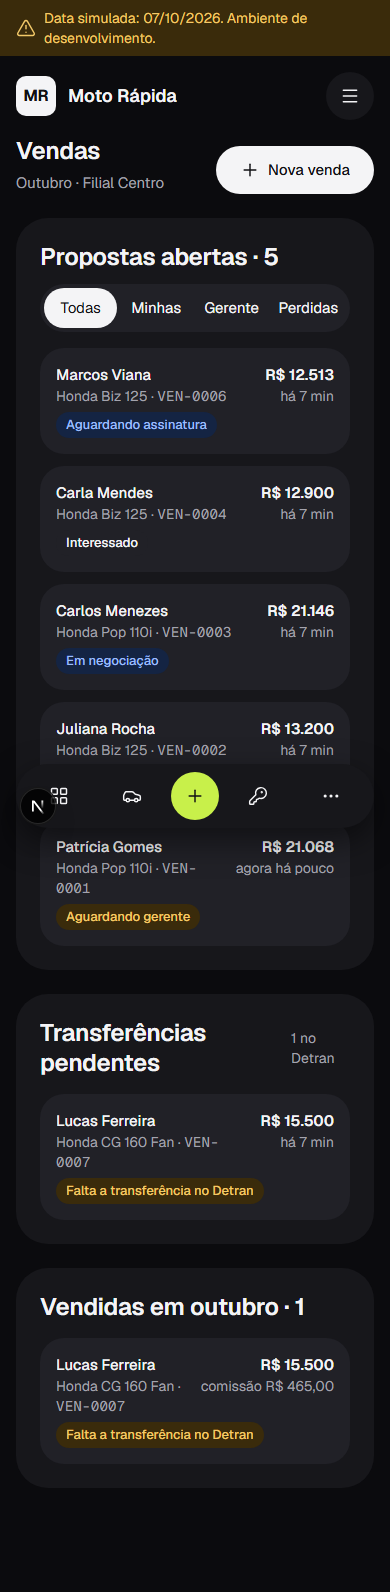 Data simulada: 07/10/2026. Ambiente de
desenvolvimento.
MR Moto Rápida
Vendas
Outubro · Filial Centro
+ Nova venda
Propostas abertas · 5
Todas Minhas Gerente Perdidas
Marcos Viana R$ 12.513
Honda Biz 125 · VEN-0006 há 7 min
Aguardando assinatura
Carla Mendes R$ 12.900
Honda Biz 125 · VEN-0004 há 7 min
Interessado
Carlos Menezes R$ 21.146
Honda Pop 110i · VEN-0003 há 7 min
Em negociação
Juliana Rocha R$ 13.200
Honda Biz 125 · VEN-0002 há 7 min
N
Patrícia Gomes R$ 21.068
Honda Pop 110i · VEN- agora há pouco
0001
Aguardando gerente
Transferências
pendentes
1 no
Detran
Lucas Ferreira R$ 15.500
Honda CG 160 Fan · VEN- há 7 min
0007
Falta a transferência no Detran
Vendidas em outubro · 1
Lucas Ferreira R$ 15.500
Honda CG 160 Fan · comissão R$ 465,00
VEN-0007
Falta a transferência no Detran